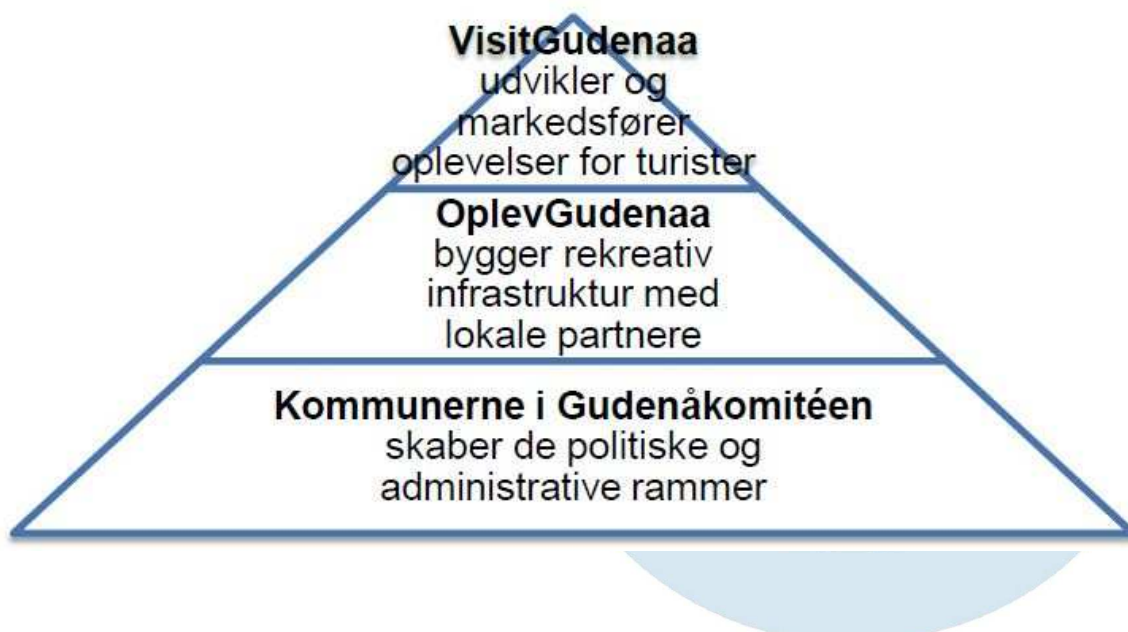 VisitGudenaa
udvikler og
markedsfører
oplevelser for turister
OplevGudenaa
bygger rekreativ
infrastruktur med
lokale partnere
Kommunerne i Gudenåkomitéen
skaber de politiske og
administrative rammer